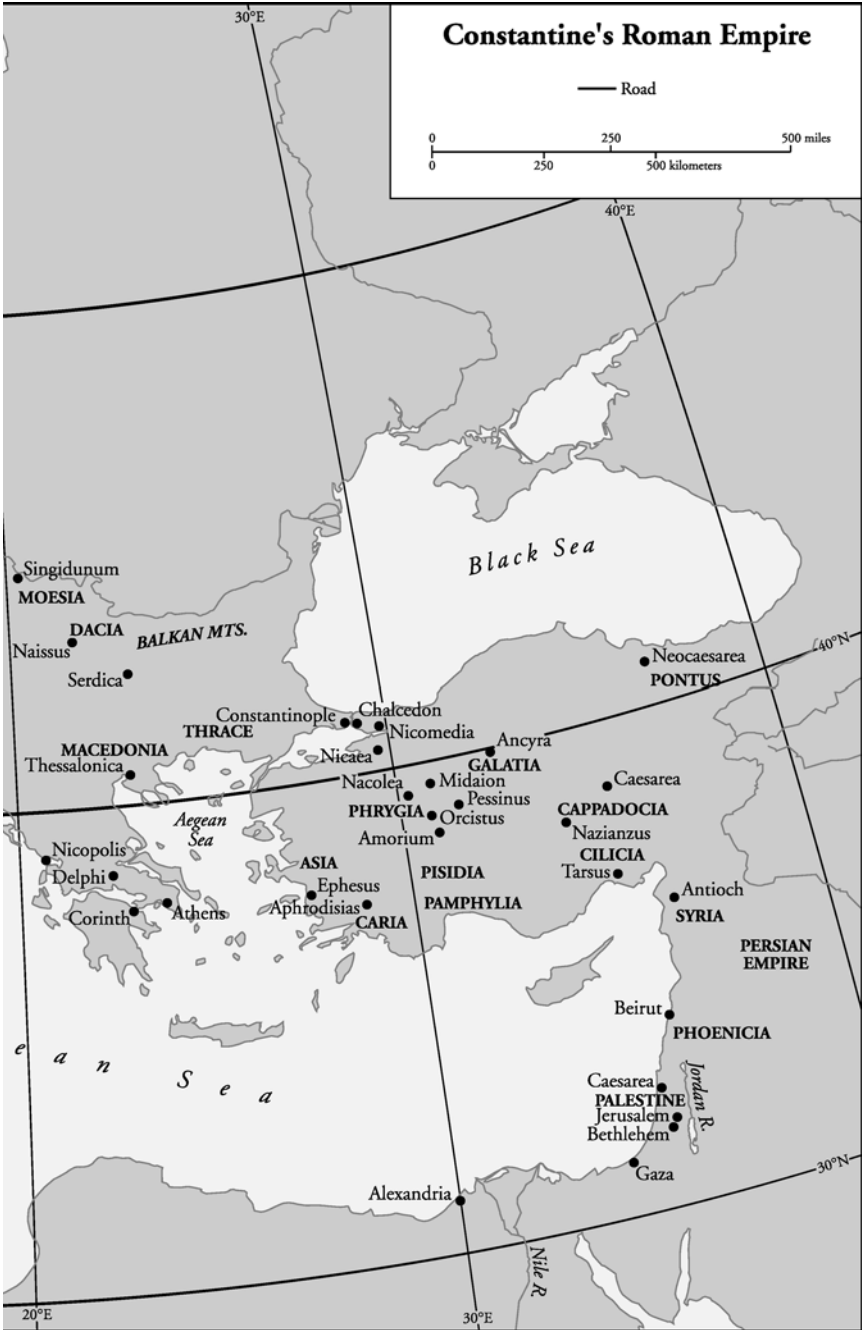 30°E
Constantine's Roman Empire
Road
0 250 500 miles
0 250 500 kilometers
40°E
Black Sea
Singidunum
MOESIA
DACIA
BALKAN MTS.
Naissus
Serdica
40°N
Neocaesarea
PONTUS
Constantinople
Chalcedon
Nicomedia
THRACE
MACEDONIA
Thessalonica
Nicaea
Ancyra
GALATIA
Nacolea
Midaion
Caesarea
PHRYGIA
Pessinus
Orcistus
CAPPADOCIA
Aegean
Sea
Amorium
Nazianzus
Nicopolis
Delphi
ASIA
PISIDIA
CILICIA
Tarsus
Ephesus
Aphrodisias
CARIA
PAMPHYLIA
Antioch
SYRIA
Corinth
Athens
PERSIAN
EMPIRE
Beirut
PHOENICIA
e a n S e a
Caesarea
PALESTINE
Jordan R.
Jerusalem
Bethlehem
30°N
Gaza
Alexandria
Nile R.
20°E
30°E